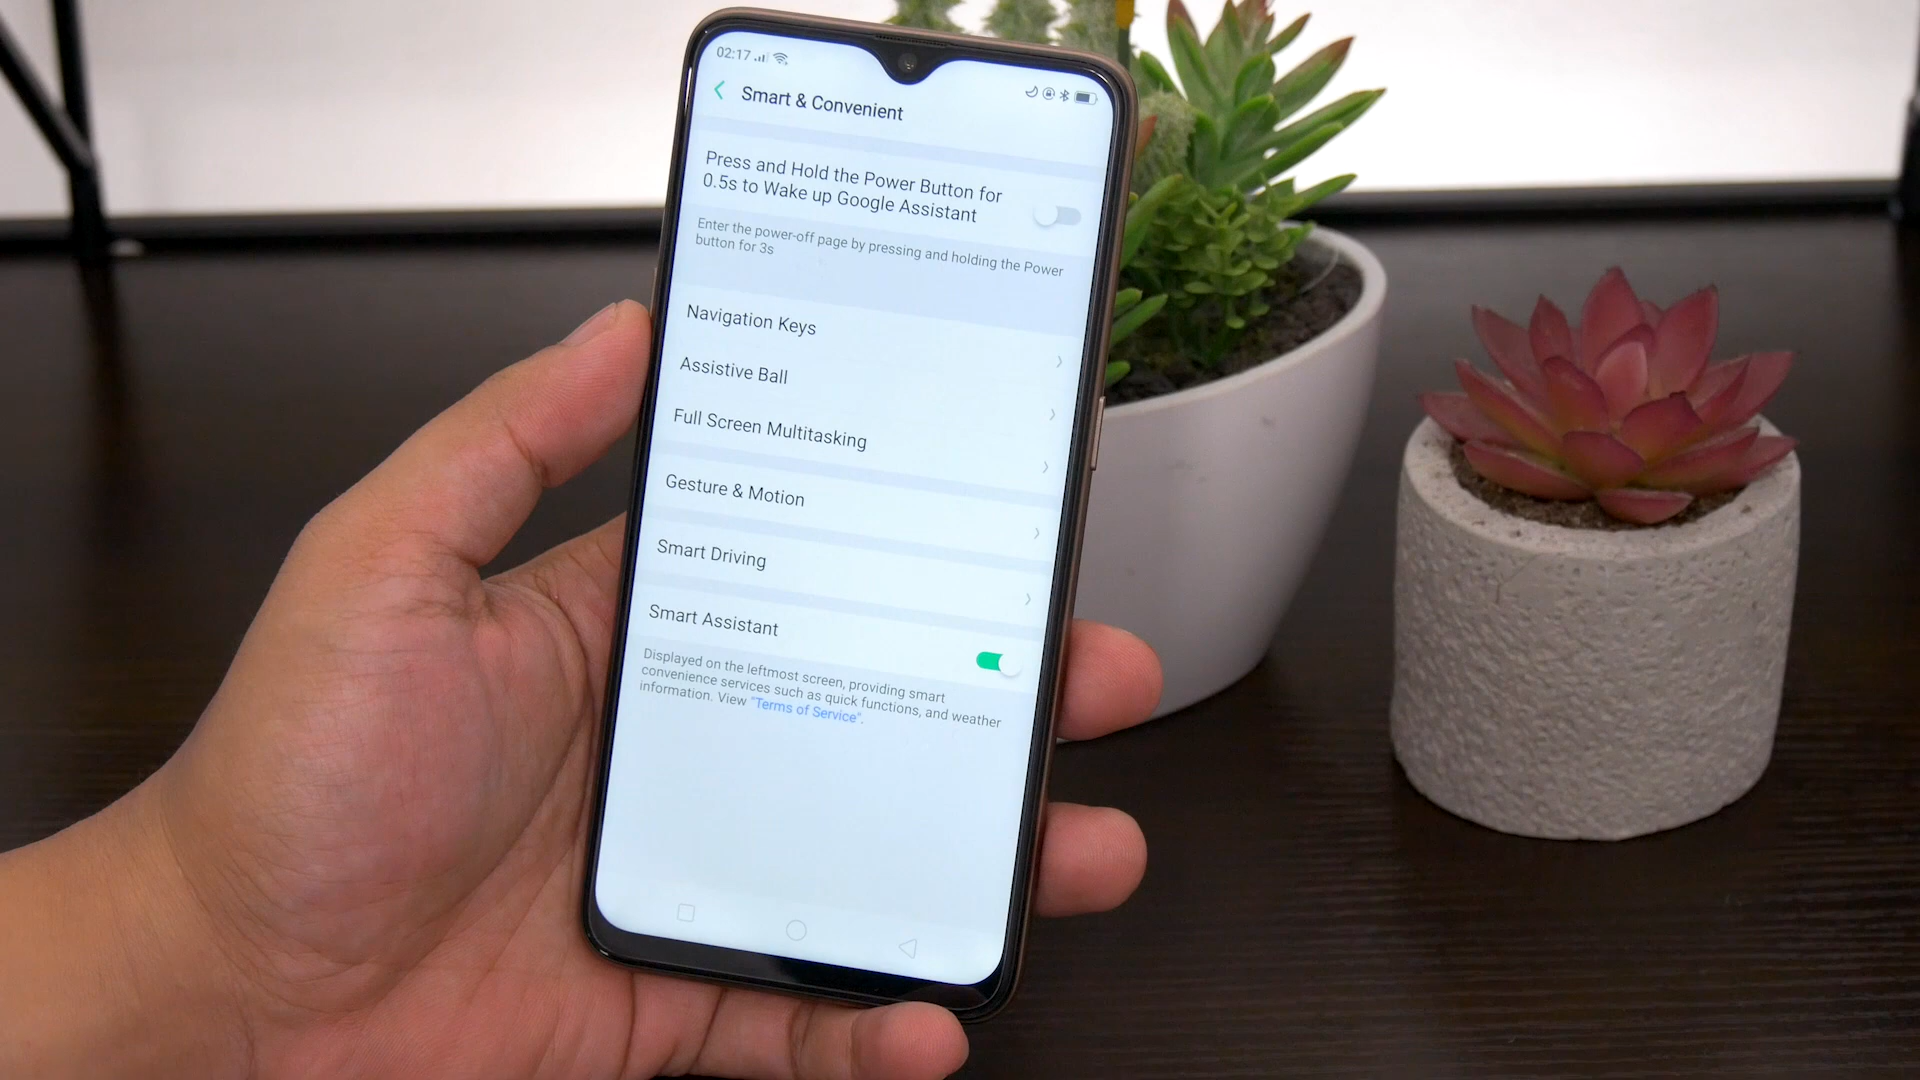 02:17
Smart & Convenient
Press and Hold the Power Button for
0.5s to Wake up Google Assistant
Enter the power-off page by pressing and holding the Power
button for 3s
Navigation Keys
Assistive Ball
Full Screen Multitasking
Gesture & Motion
Smart Driving
Smart Assistant
Displayed on the leftmost screen, providing smart
convenience services such as quick functions, and weather
information. View "Terms of Service".